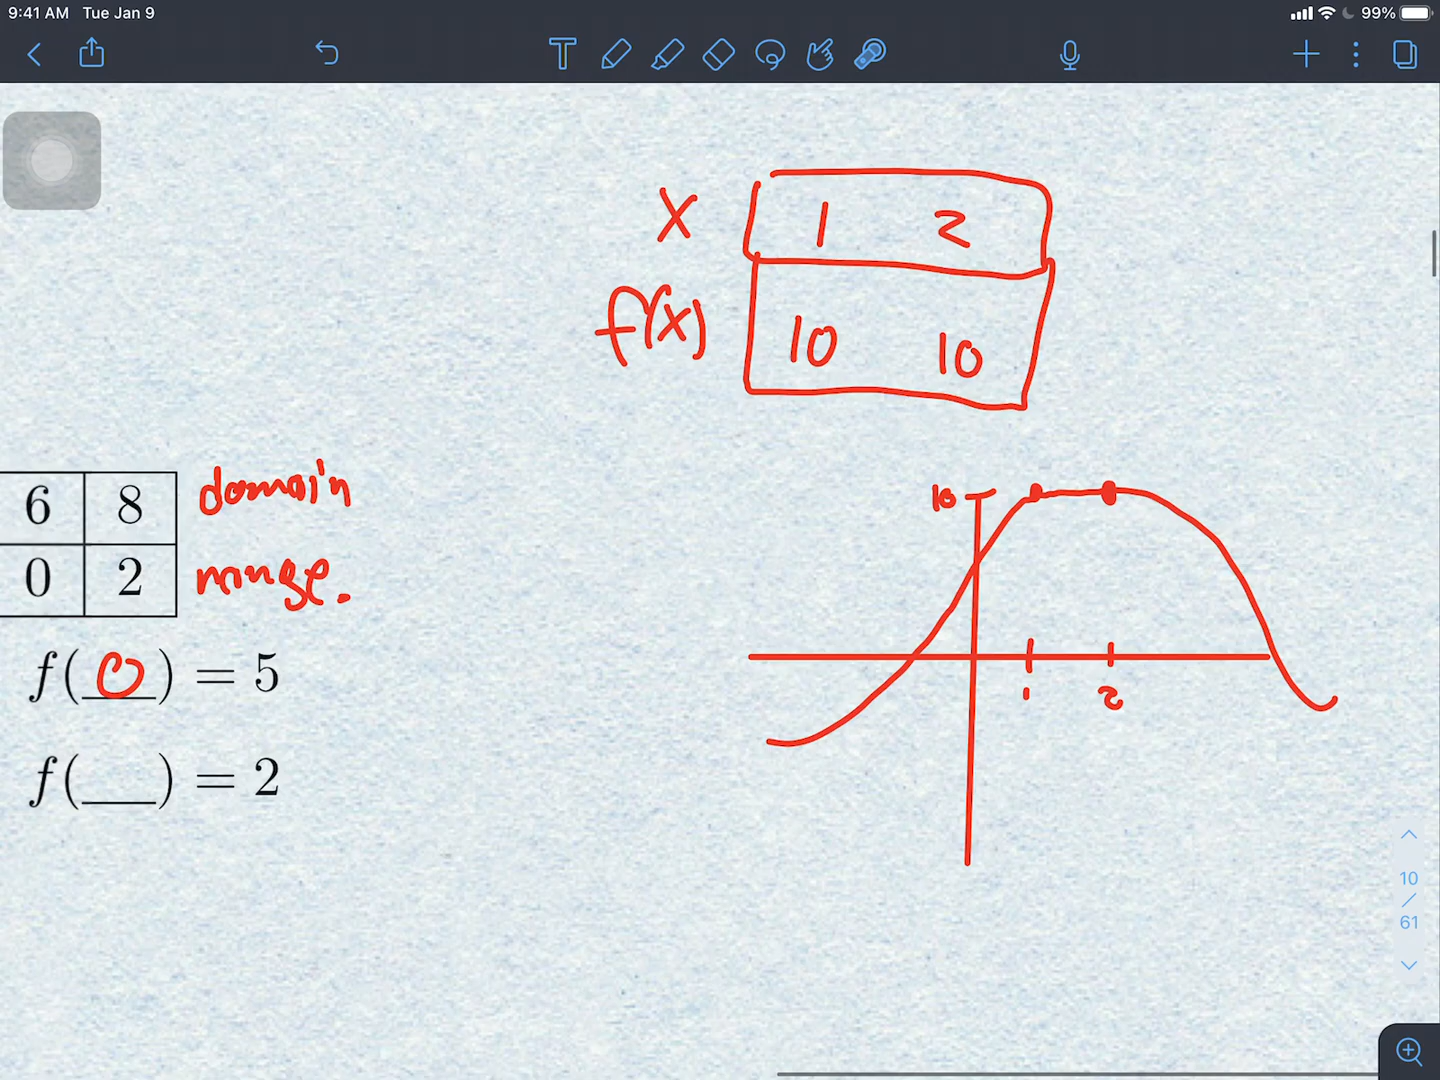 9:41 AM Tue Jan 9 99%
T
X 1 2
f(x) 10 10
6 8 domain
0 2 range.
f(0) = 5
f(__) = 2
10
1 2
10
/
61